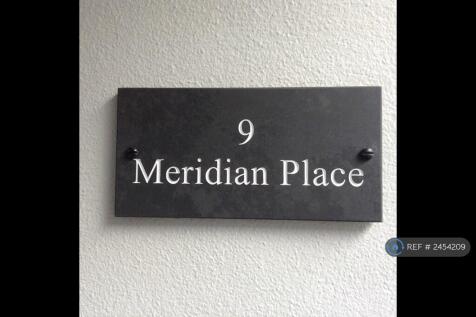 9
Meridian Place
REF # 2454209